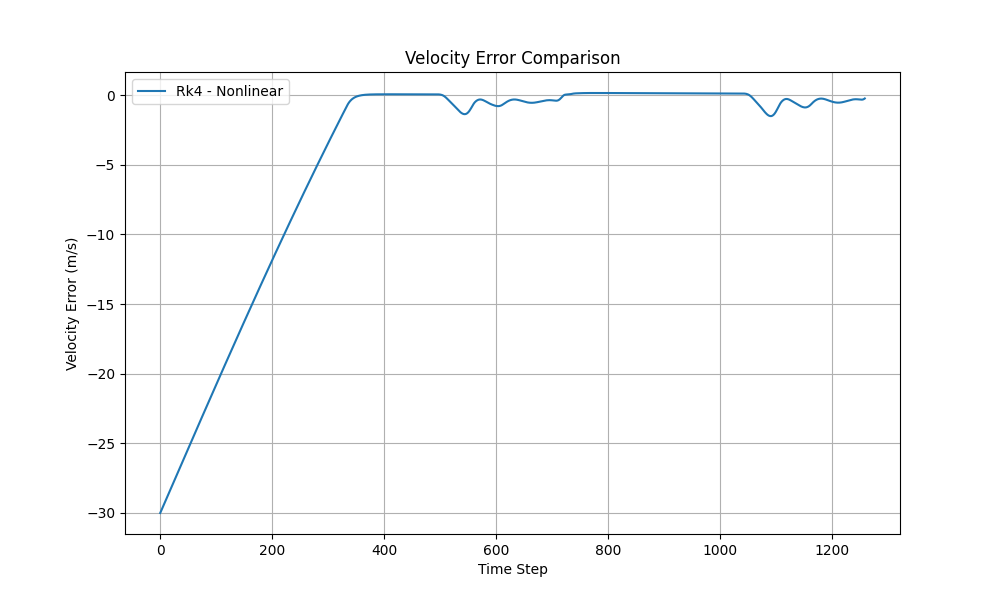 Velocity Error Comparison
Rk4 - Nonlinear
Velocity Error (m/s)
0
−5
−10
−15
−20
−25
−30
0 200 400 600 800 1000 1200
Time Step